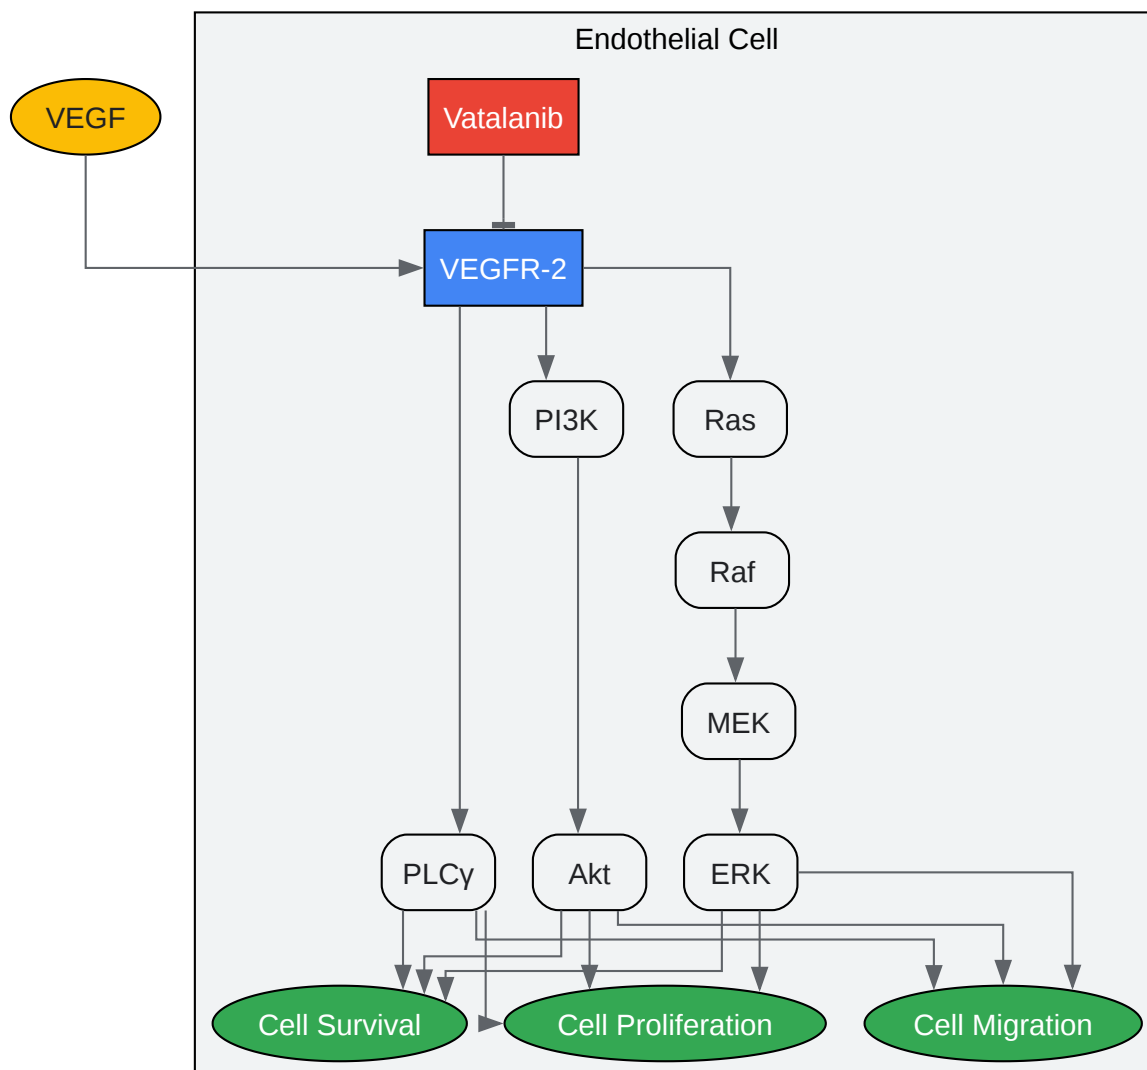 Endothelial Cell
VEGF
Vatalanib
VEGFR-2
PI3K
Ras
Raf
MEK
PLCγ
Akt
ERK
Cell Survival
Cell Proliferation
Cell Migration